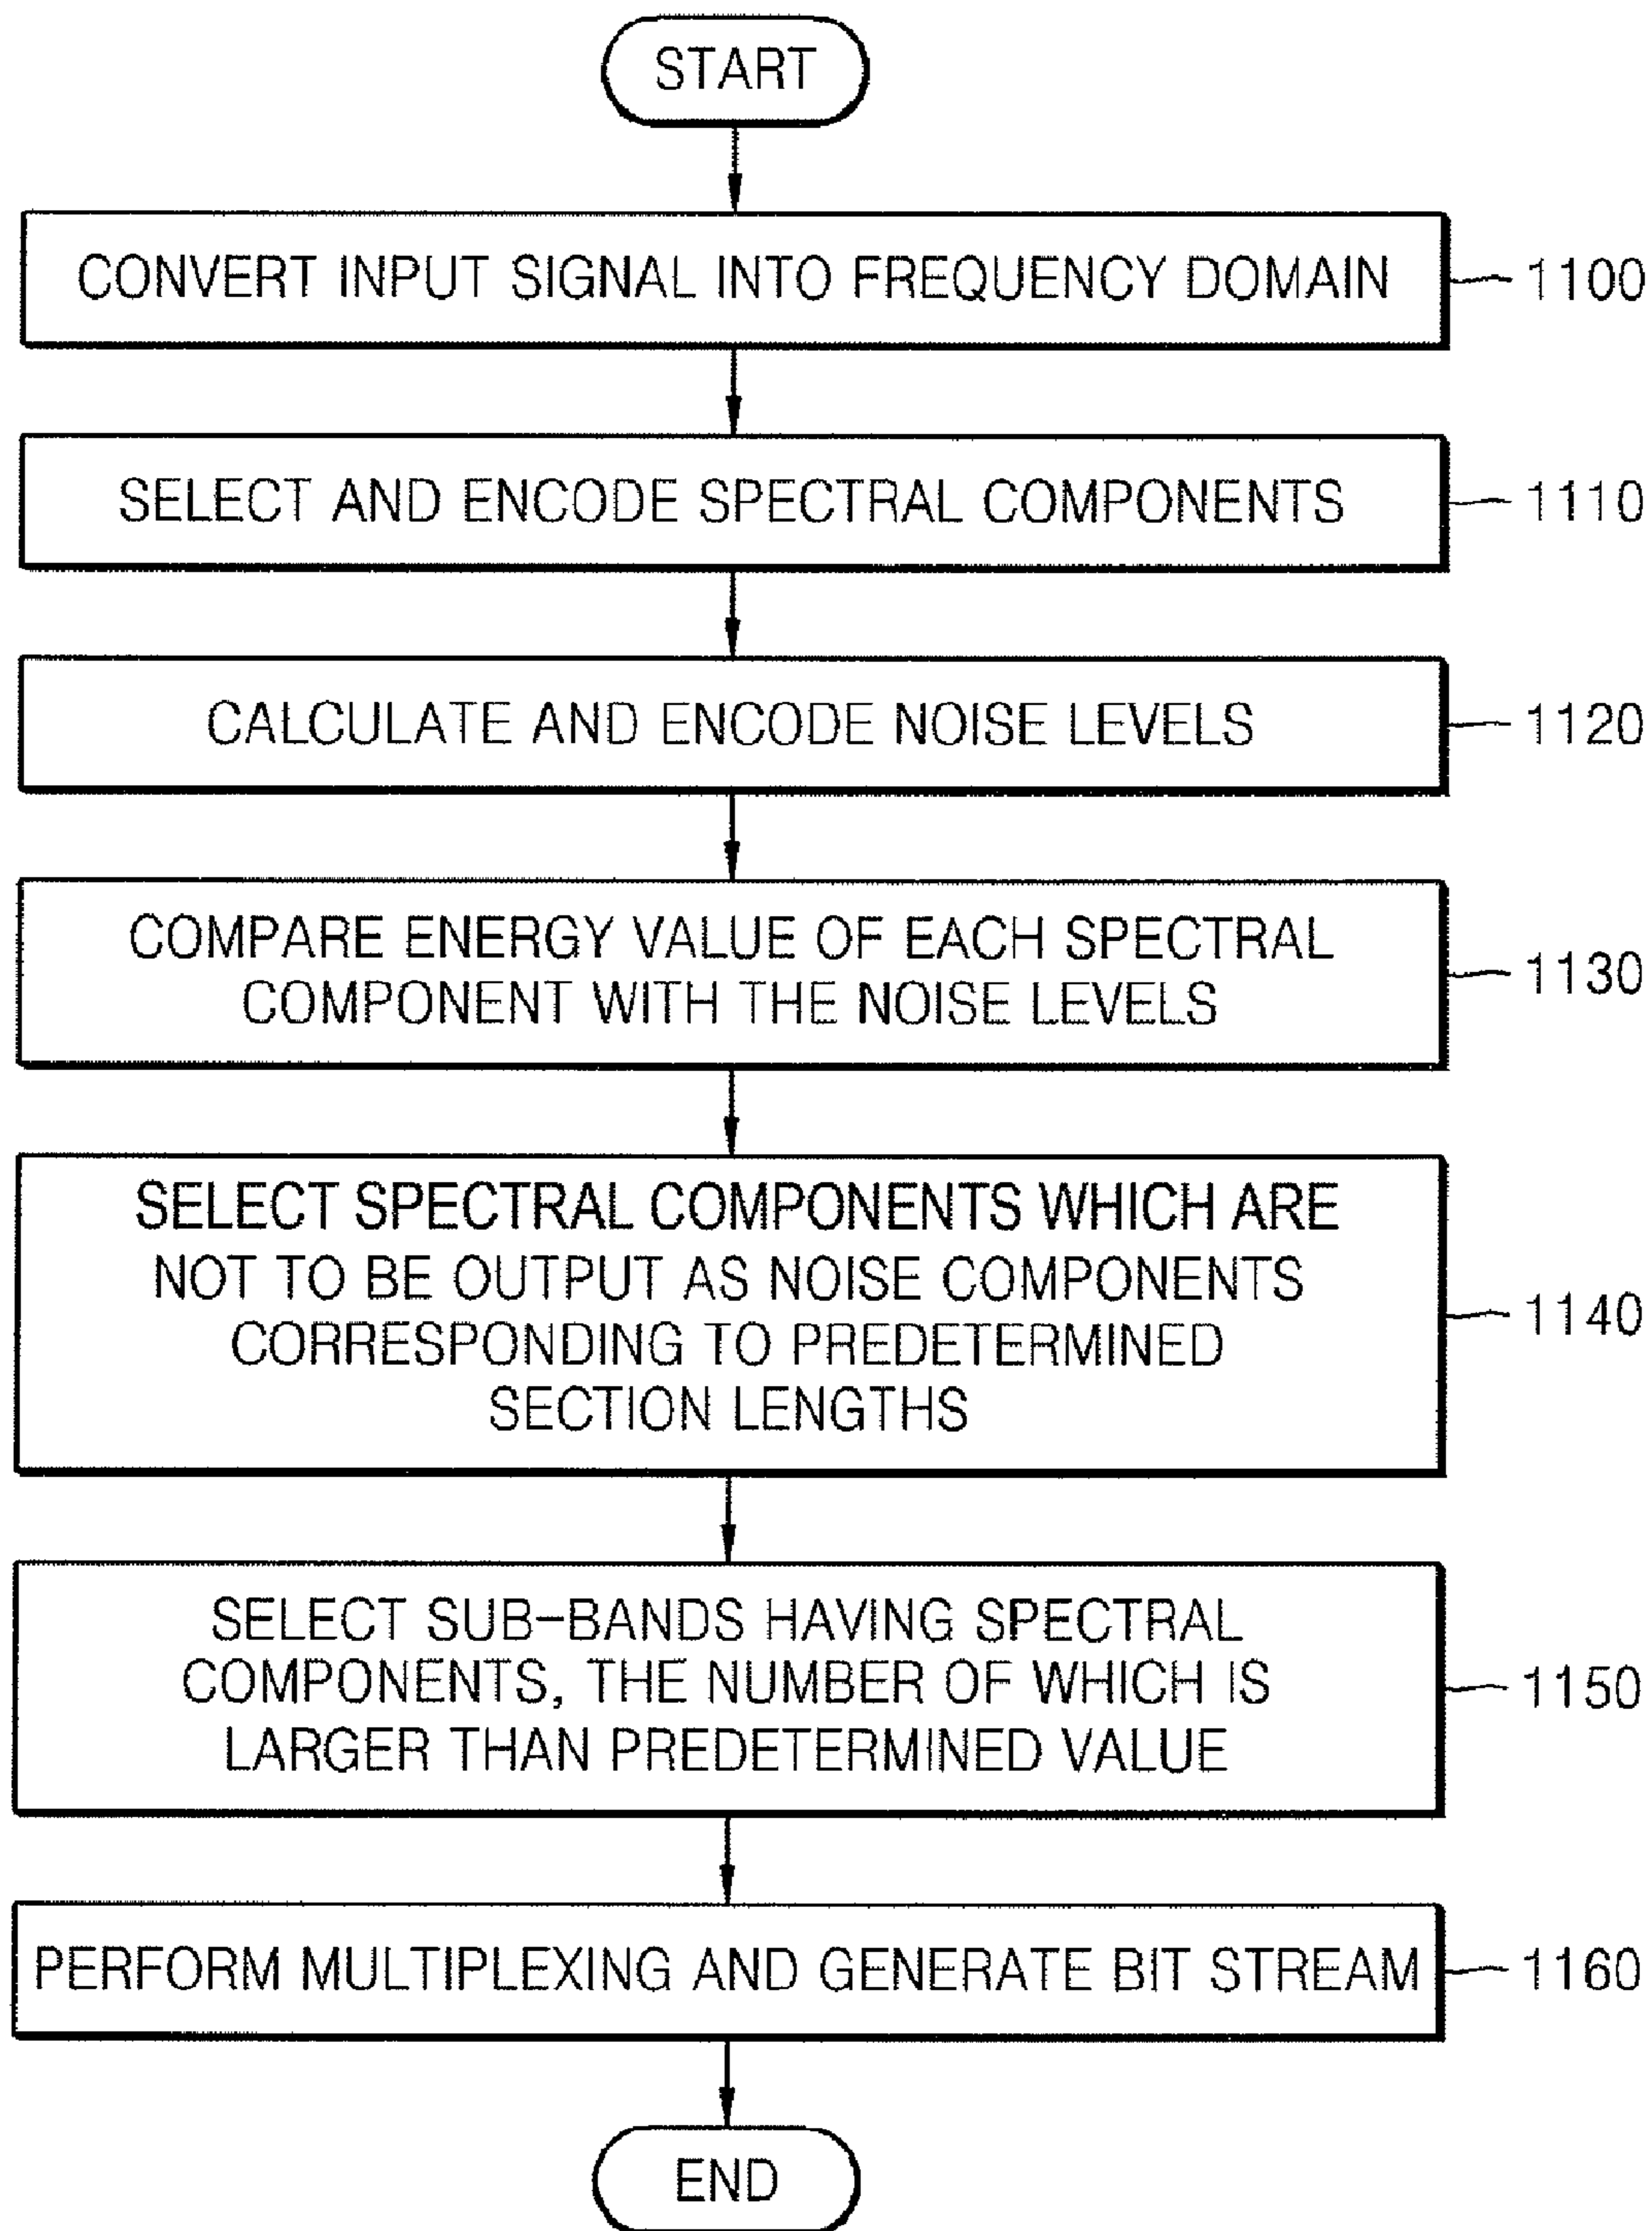 START
CONVERT INPUT SIGNAL INTO FREQUENCY DOMAIN
1100
SELECT AND ENCODE SPECTRAL COMPONENTS
1110
CALCULATE AND ENCODE NOISE LEVELS
1120
COMPARE ENERGY VALUE OF EACH SPECTRAL
COMPONENT WITH THE NOISE LEVELS
1130
SELECT SPECTRAL COMPONENTS WHICH ARE
NOT TO BE OUTPUT AS NOISE COMPONENTS
CORRESPONDING TO PREDETERMINED
SECTION LENGTHS
1140
SELECT SUB-BANDS HAVING SPECTRAL
COMPONENTS, THE NUMBER OF WHICH IS
LARGER THAN PREDETERMINED VALUE
1150
PERFORM MULTIPLEXING AND GENERATE BIT STREAM
1160
END